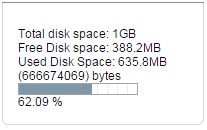 Total disk space: 1GB
Free Disk space: 388.2MB
Used Disk Space: 635.8MB
(666674069) bytes
62.09 %